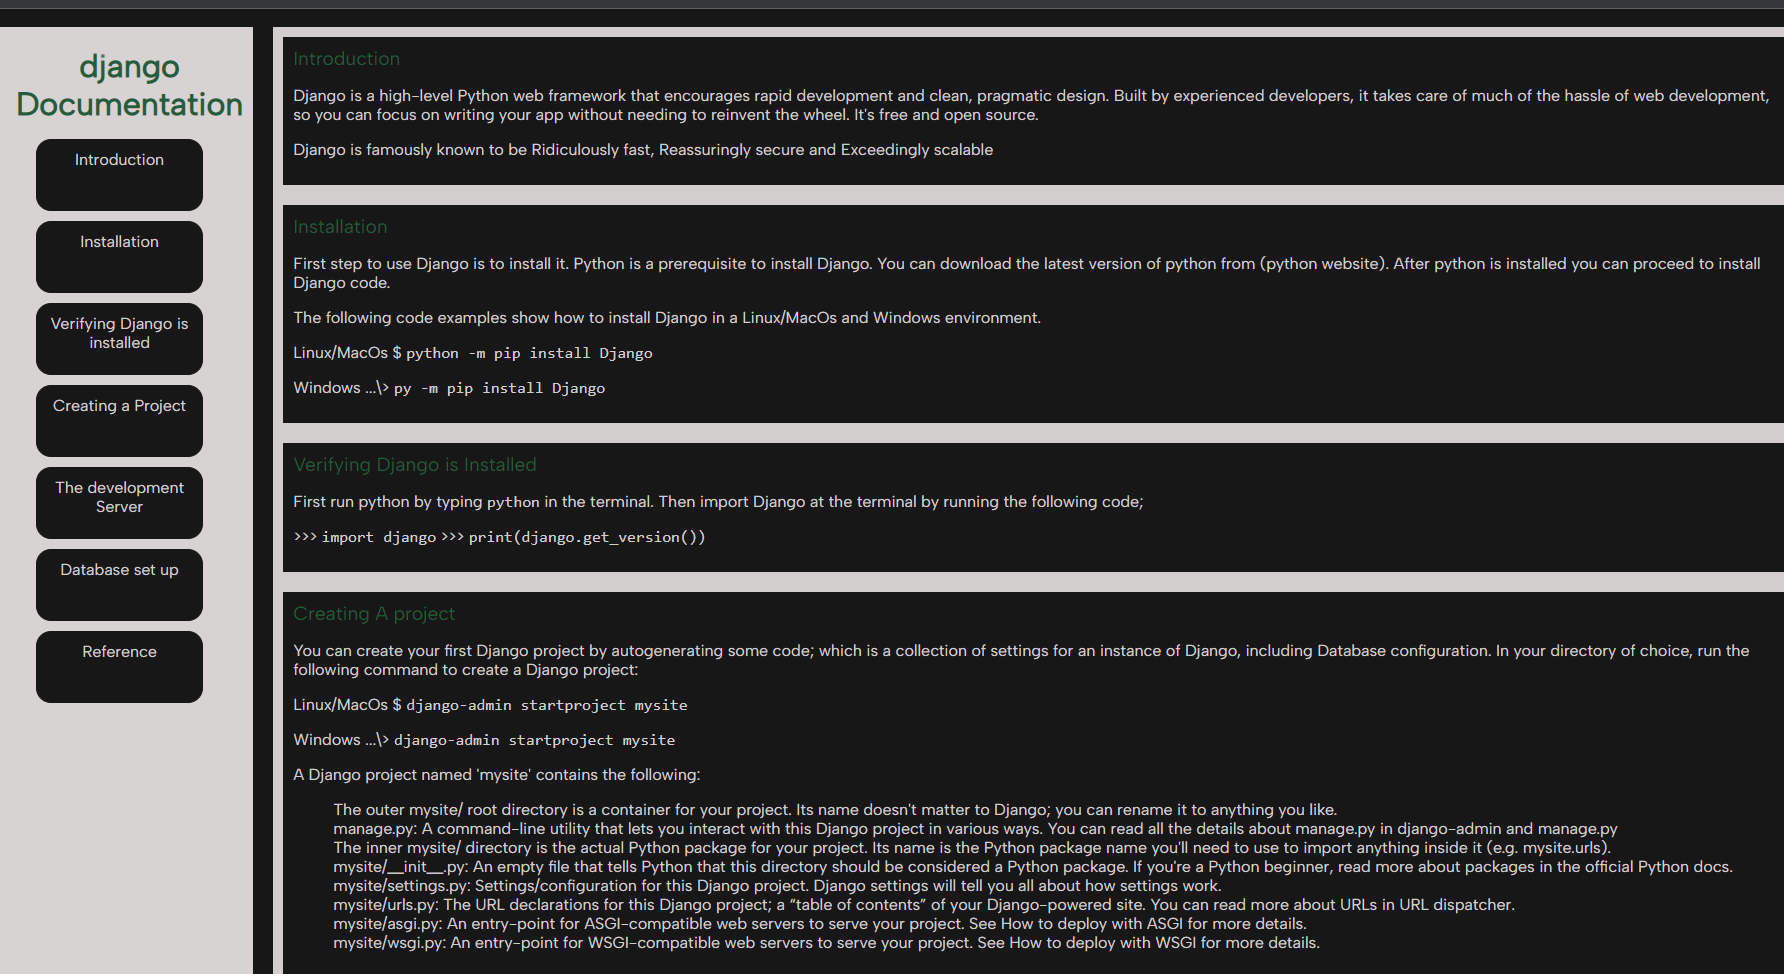 django
Documentation
Introduction
Installation
Verifying Django is
installed
Creating a Project
The development
Server
Database set up
Reference
Introduction
Django is a high-level Python web framework that encourages rapid development and clean, pragmatic design. Built by experienced developers, it takes care of much of the hassle of web development,
so you can focus on writing your app without needing to reinvent the wheel. It's free and open source.
Django is famously known to be Ridiculously fast, Reassuringly secure and Exceedingly scalable
Installation
First step to use Django is to install it. Python is a prerequisite to install Django. You can download the latest version of python from (python website). After python is installed you can proceed to install
Django code.
The following code examples show how to install Django in a Linux/MacOs and Windows environment.
Linux/MacOs $ python -m pip install Django
Windows ...\> py -m pip install Django
Verifying Django is Installed
First run python by typing python in the terminal. Then import Django at the terminal by running the following code;
>>> import django >>> print(django.get_version())
Creating A project
You can create your first Django project by autogenerating some code; which is a collection of settings for an instance of Django, including Database configuration. In your directory of choice, run the
following command to create a Django project:
Linux/MacOs $ django-admin startproject mysite
Windows ...\> django-admin startproject mysite
A Django project named 'mysite' contains the following:
The outer mysite/ root directory is a container for your project. Its name doesn't matter to Django; you can rename it to anything you like.
manage.py: A command-line utility that lets you interact with this Django project in various ways. You can read all the details about manage.py in django-admin and manage.py
The inner mysite/ directory is the actual Python package for your project. Its name is the Python package name you'll need to use to import anything inside it (e.g. mysite.urls).
mysite/__init__.py: An empty file that tells Python that this directory should be considered a Python package. If you're a Python beginner, read more about packages in the official Python docs.
mysite/settings.py: Settings/configuration for this Django project. Django settings will tell you all about how settings work.
mysite/urls.py: The URL declarations for this Django project; a “table of contents” of your Django-powered site. You can read more about URLs in URL dispatcher.
mysite/asgi.py: An entry-point for ASGI-compatible web servers to serve your project. See How to deploy with ASGI for more details.
mysite/wsgi.py: An entry-point for WSGI-compatible web servers to serve your project. See How to deploy with WSGI for more details.